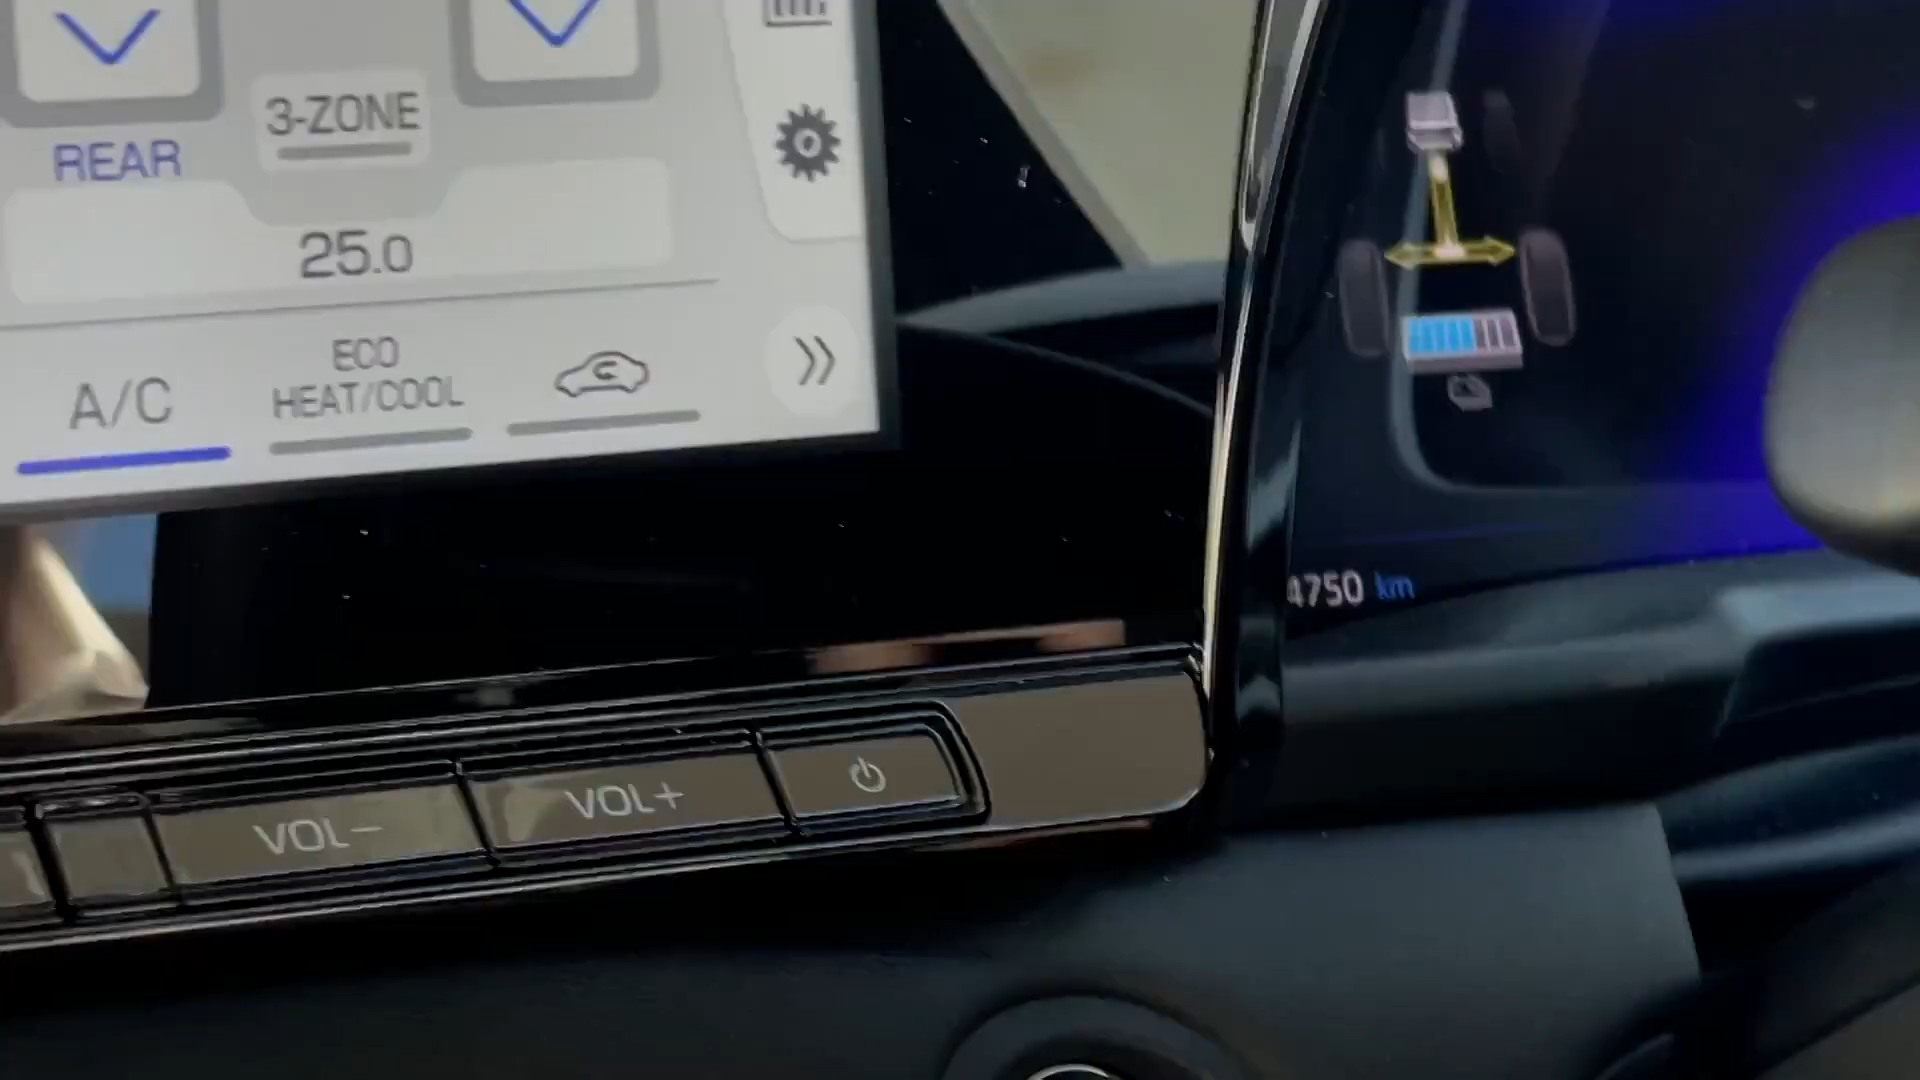 3-ZONE
REAR
25.0
A/C
ECO
HEAT/COOL
4750 km
VOL−
VOL+